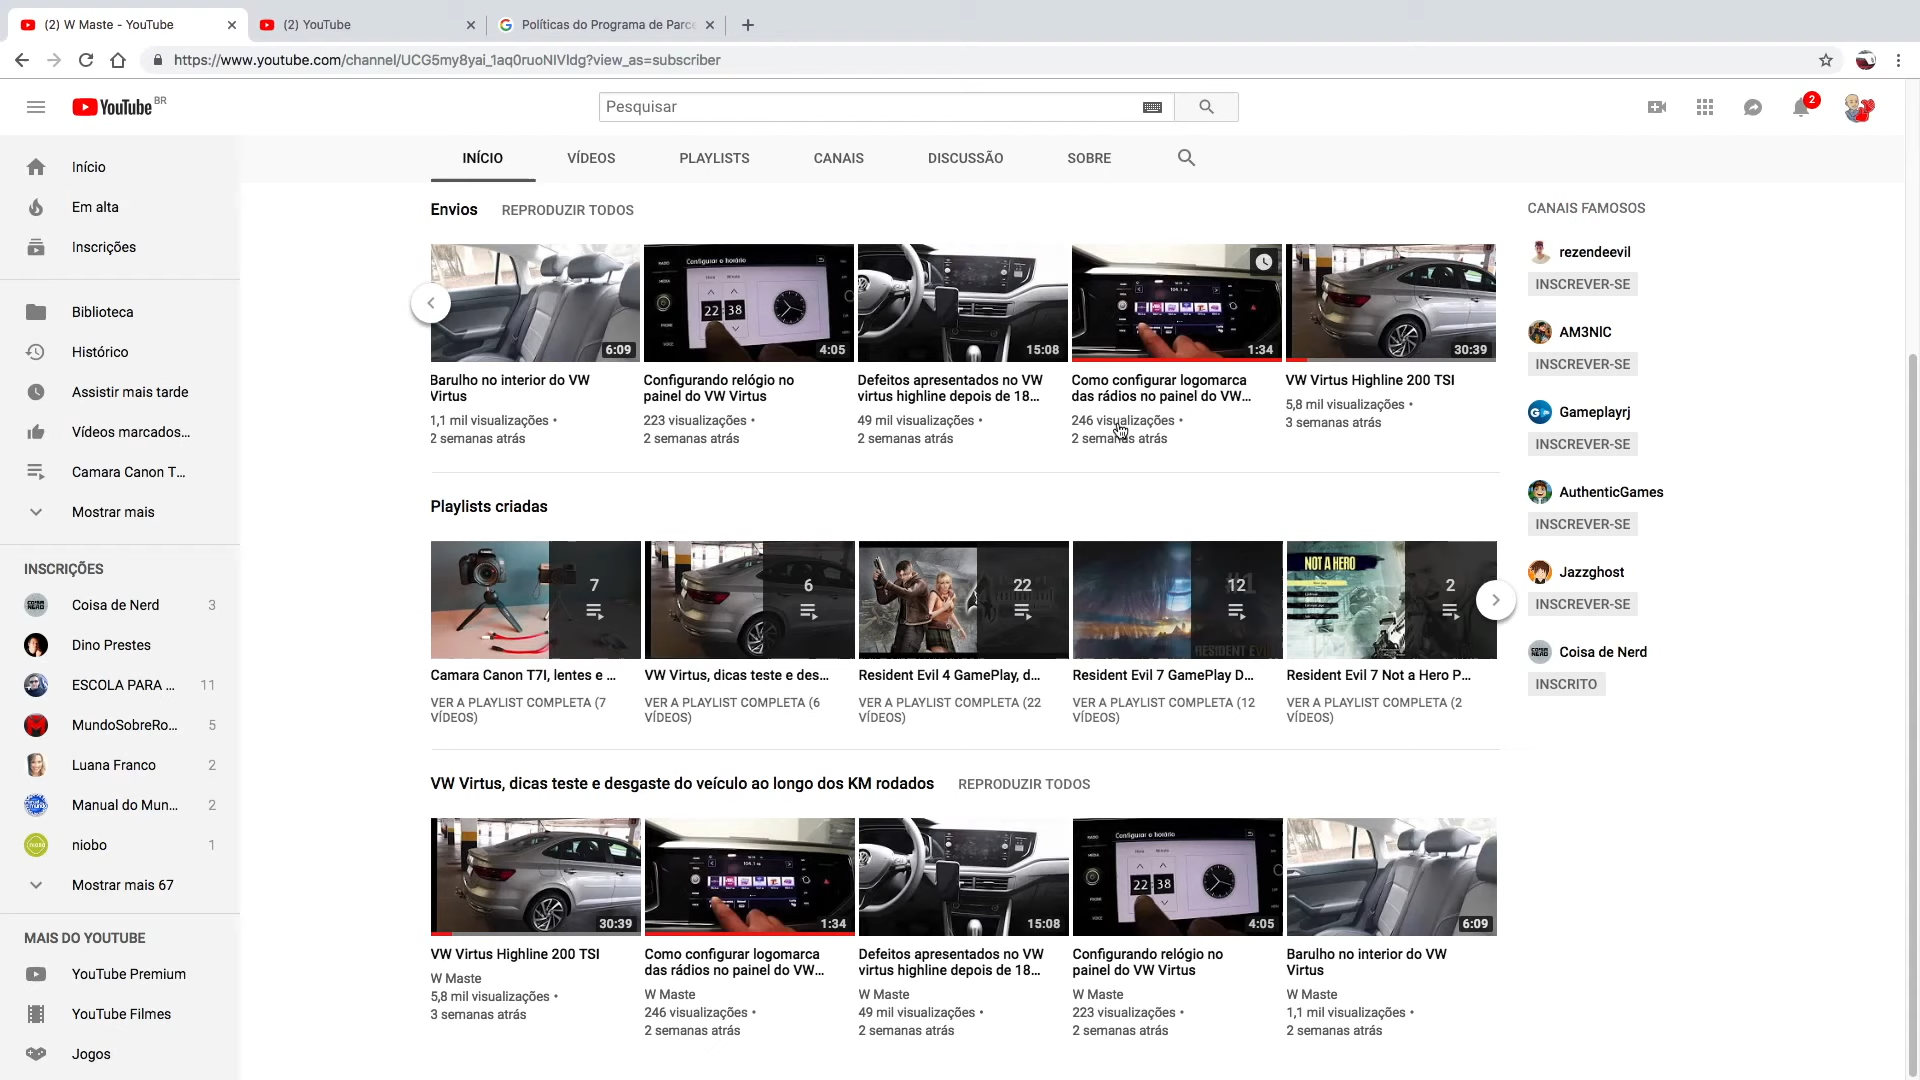 (2) W Maste - YouTube
(2) YouTube
Políticas do Programa de Parce
https://www.youtube.com/channel/UCG5my8yai_1aq0ruoNIVIdg?view_as=subscriber
YouTube BR
Pesquisar
2
INÍCIO
VÍDEOS
PLAYLISTS
CANAIS
DISCUSSÃO
SOBRE
Início
Em alta
Inscrições
Biblioteca
Histórico
Assistir mais tarde
Vídeos marcados...
Camara Canon T...
Mostrar mais
INSCRIÇÕES
Coisa de Nerd 3
Dino Prestes
ESCOLA PARA ... 11
MundoSobreRo... 5
Luana Franco 2
Manual do Mun... 2
niobo 1
Mostrar mais 67
MAIS DO YOUTUBE
YouTube Premium
YouTube Filmes
Jogos
Envios REPRODUZIR TODOS
6:09
Barulho no interior do VW
Virtus
1,1 mil visualizações •
2 semanas atrás
Configurar o horário
22 38
4:05
Configurando relógio no
painel do VW Virtus
223 visualizações •
2 semanas atrás
15:08
Defeitos apresentados no VW
virtus highline depois de 18...
49 mil visualizações •
2 semanas atrás
1:34
Como configurar logomarca
das rádios no painel do VW...
246 visualizações •
2 semanas atrás
30:39
VW Virtus Highline 200 TSI
5,8 mil visualizações •
3 semanas atrás
Playlists criadas
7
Camara Canon T7I, lentes e ...
VER A PLAYLIST COMPLETA (7
VÍDEOS)
6
VW Virtus, dicas teste e des...
VER A PLAYLIST COMPLETA (6
VÍDEOS)
22
Resident Evil 4 GamePlay, d...
VER A PLAYLIST COMPLETA (22
VÍDEOS)
#1
12
RESIDENT EVIL
Resident Evil 7 GamePlay D...
VER A PLAYLIST COMPLETA (12
VÍDEOS)
NOT A HERO
2
Resident Evil 7 Not a Hero P...
VER A PLAYLIST COMPLETA (2
VÍDEOS)
VW Virtus, dicas teste e desgaste do veículo ao longo dos KM rodados REPRODUZIR TODOS
30:39
VW Virtus Highline 200 TSI
W Maste
5,8 mil visualizações •
3 semanas atrás
1:34
Como configurar logomarca
das rádios no painel do VW...
W Maste
246 visualizações •
2 semanas atrás
15:08
Defeitos apresentados no VW
virtus highline depois de 18...
W Maste
49 mil visualizações •
2 semanas atrás
Configurar o horário
22 38
4:05
Configurando relógio no
painel do VW Virtus
W Maste
223 visualizações •
2 semanas atrás
6:09
Barulho no interior do VW
Virtus
W Maste
1,1 mil visualizações •
2 semanas atrás
CANAIS FAMOSOS
rezendeevil
INSCREVER-SE
AM3NIC
INSCREVER-SE
Gameplayrj
INSCREVER-SE
AuthenticGames
INSCREVER-SE
Jazzghost
INSCREVER-SE
Coisa de Nerd
INSCRITO